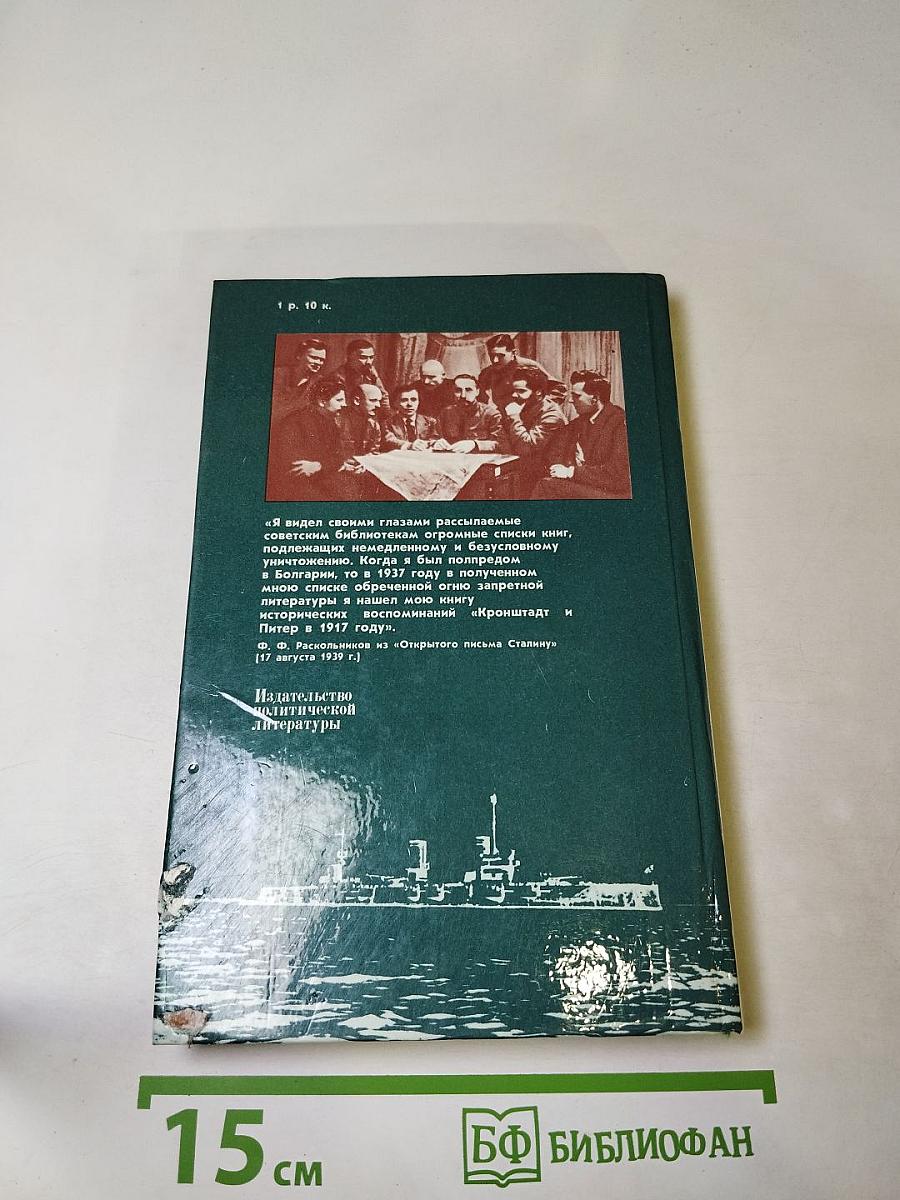 1 р. 10 к.
«Я видел своими глазами рассылаемые
советским библиотекам огромные списки книг,
подлежащих немедленному и безусловному
уничтожению. Когда я был полпредом
в Болгарии, то в 1937 году в полученном
мною списке обреченной огню запретной
литературы я нашел мою книгу
исторических воспоминаний «Кронштадт и
Питер в 1917 году».
Ф. Ф. Раскольников из «Открытого письма Сталину»
(17 августа 1939 г.)
Издательство
политической
литературы
15 см
БФ БИБЛИОФАН